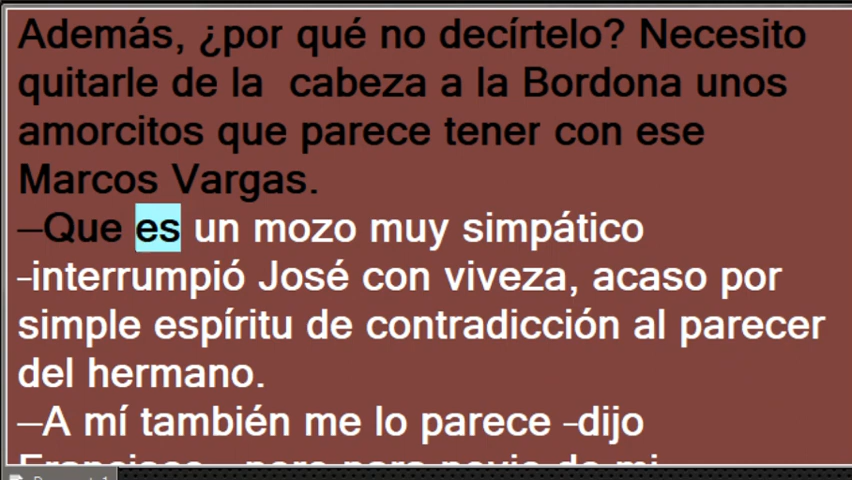 Además, ¿por qué no decírtelo? Necesito
quitarle de la  cabeza a la Bordona unos
amorcitos que parece tener con ese
Marcos Vargas.
—Que es un mozo muy simpático
–interrumpió José con viveza, acaso por
simple espíritu de contradicción al parecer
del hermano.
—A mí también me lo parece –dijo